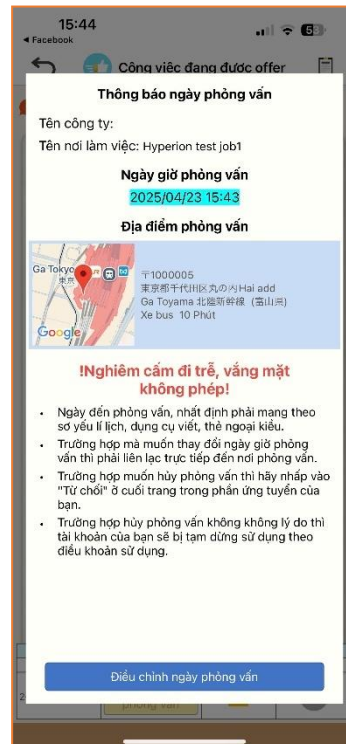 15:44
Facebook
Công việc đang được offer
Thông báo ngày phỏng vấn
Tên công ty:
Tên nơi làm việc: Hyperion test job1
Ngày giờ phỏng vấn
2025/04/23 15:43
Địa điểm phỏng vấn
Ga Tokyo
東京
Google
〒1000005
東京都千代田区丸の内Hai add
Ga Toyama 北陸新幹線 (富山県)
Xe bus 10 Phút
!Nghiêm cấm đi trễ, vắng mặt
không phép!
• Ngày đến phỏng vấn, nhất định phải mang theo
sơ yếu lí lịch, dụng cụ viết, thẻ ngoại kiều.
• Trường hợp mà muốn thay đổi ngày giờ phỏng
vấn thì phải liên lạc trực tiếp đến nơi phỏng vấn.
• Trường hợp muốn hủy phỏng vấn thì hãy nhấp vào
"Từ chối" ở cuối trang trong phần ứng tuyển của
bạn.
• Trường hợp hủy phỏng vấn không không lý do thì
tài khoản của bạn sẽ bị tạm dừng sử dụng theo
điều khoản sử dụng.
Điều chỉnh ngày phỏng vấn
phỏng vấn